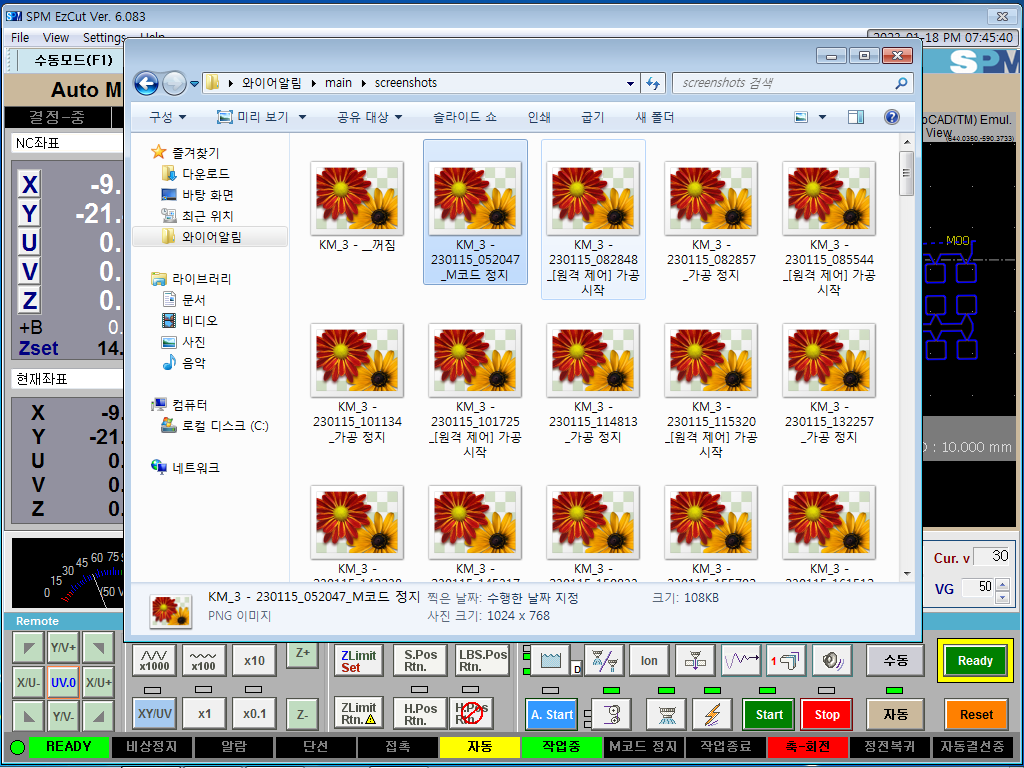 SPM EzCut Ver. 6.083
File View Settings Help
2023-01-18 PM 07:45:40
수동모드(F1)
SPM
Auto M
결정-중
NC좌표
X -9.
Y -21.
U 0.
V 0.
Z 0.
+B 0.
Zset 14.
현재좌표
X -9.
Y -21.
U 0.
V 0.
Z 0.
와이어알림 main screenshots
screenshots 검색
구성 미리 보기 공유 대상 슬라이드 쇼 인쇄 굽기 새 폴더
즐겨찾기
다운로드
바탕 화면
최근 위치
와이어알림
라이브러리
문서
비디오
사진
음악
컴퓨터
로컬 디스크 (C:)
네트워크
KM_3 - __꺼짐
KM_3 -
230115_052047
_M코드 정지
KM_3 -
230115_082848
_[원격 제어] 가공
시작
KM_3 -
230115_082857
_가공 정지
KM_3 -
230115_085544
_[원격 제어] 가공
시작
KM_3 -
230115_101134
_가공 정지
KM_3 -
230115_101725
_[원격 제어] 가공
시작
KM_3 -
230115_114813
_가공 정지
KM_3 -
230115_115320
_[원격 제어] 가공
시작
KM_3 -
230115_132257
_가공 정지
KM_3 -
KM_3 -
KM_3 -
KM_3 -
KM_3 -
KM_3 - 230115_052047_M코드 정지 찍은 날짜: 수행한 날짜 지정 크기: 108KB
PNG 이미지 사진 크기: 1024 x 768
oCAD(TM) Emul.
View
M00
: 10.000 mm
Cur. v 30
VG 50
0 15 30 45 60 75 9
/50 V
Remote
Y/V+
X/U- UV.0 X/U+
Y/V-
x1000 x100 x10 Z+
XY/UV x1 x0.1 Z-
ZLimit
Set
S.Pos
Rtn.
LBS.Pos
Rtn.
ZLimit
Rtn.
H.Pos
Rtn.
H.Pos
Rtn.
D
Ion
1
수동
Ready
A. Start
Start Stop 자동 Reset
READY 비상정지 알람 단선 접촉 자동 작업중 M코드 정지 작업종료 축-회전 정전복귀 자동결선중